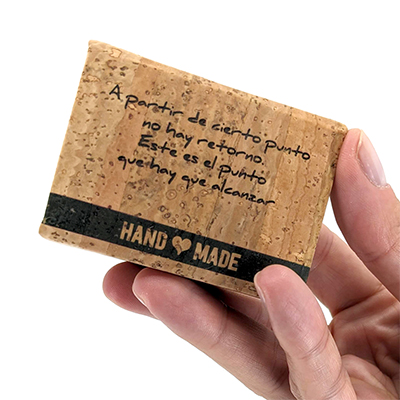 A partir de cierto punto
no hay retorno.
Este es el punto
que hay que alcanzar
HAND MADE